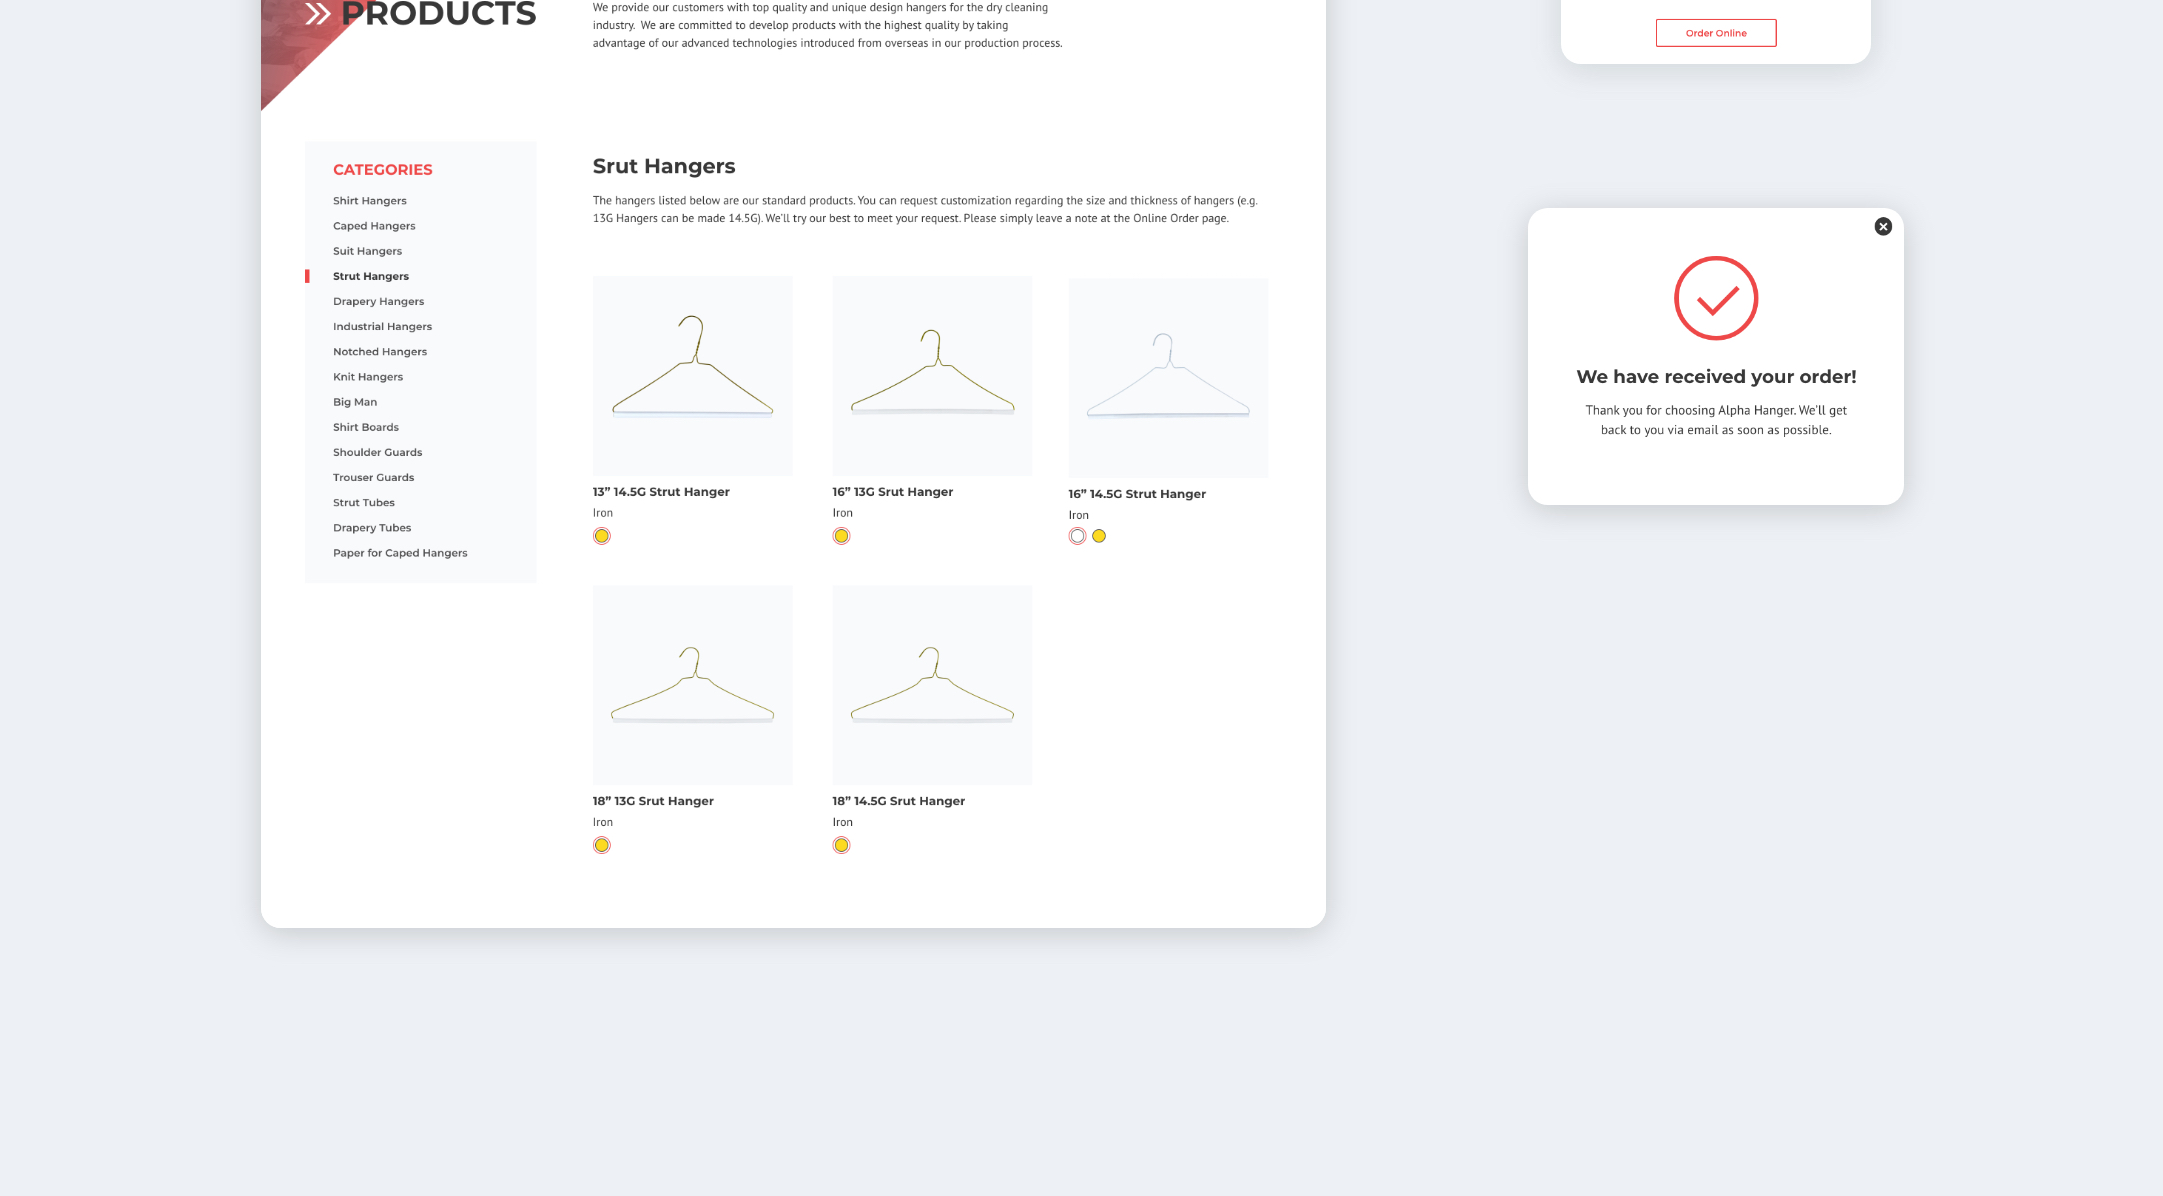 PRODUCTS
We provide our customers with top quality and unique design hangers for the dry cleaning
industry. We are committed to develop products with the highest quality by taking
advantage of our advanced technologies introduced from overseas in our production process.
CATEGORIES
Shirt Hangers
Caped Hangers
Suit Hangers
Strut Hangers
Drapery Hangers
Industrial Hangers
Notched Hangers
Knit Hangers
Big Man
Shirt Boards
Shoulder Guards
Trouser Guards
Strut Tubes
Drapery Tubes
Paper for Caped Hangers
Srut Hangers
The hangers listed below are our standard products. You can request customization regarding the size and thickness of hangers (e.g.
13G Hangers can be made 14.5G). We'll try our best to meet your request. Please simply leave a note at the Online Order page.
13” 14.5G Strut Hanger
Iron
16” 13G Srut Hanger
Iron
16” 14.5G Strut Hanger
Iron
18” 13G Srut Hanger
Iron
18” 14.5G Srut Hanger
Iron
Order Online
We have received your order!
Thank you for choosing Alpha Hanger. We'll get
back to you via email as soon as possible.